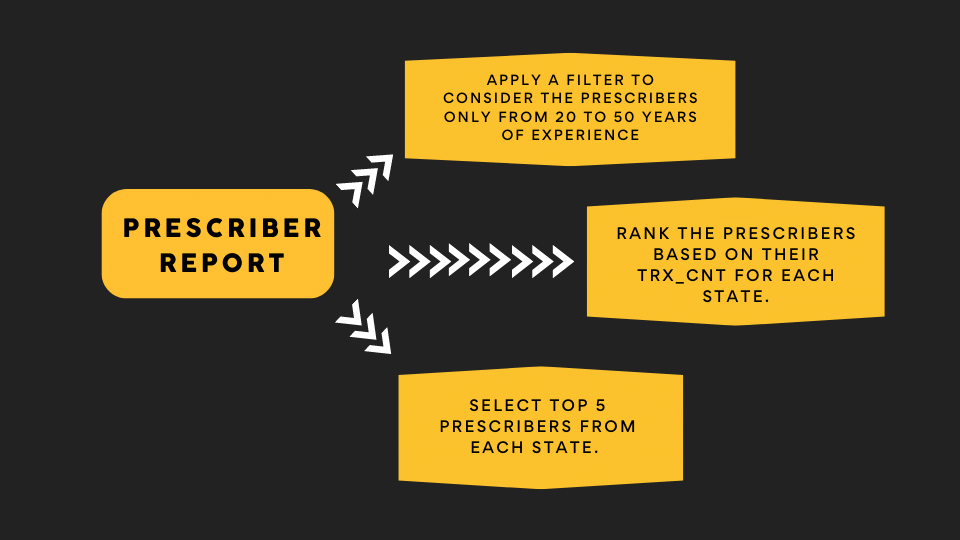 PRESCRIBER
REPORT
APPLY A FILTER TO
CONSIDER THE PRESCRIBERS
ONLY FROM 20 TO 50 YEARS
OF EXPERIENCE
RANK THE PRESCRIBERS
BASED ON THEIR
TRX_CNT FOR EACH
STATE.
SELECT TOP 5
PRESCRIBERS FROM
EACH STATE.